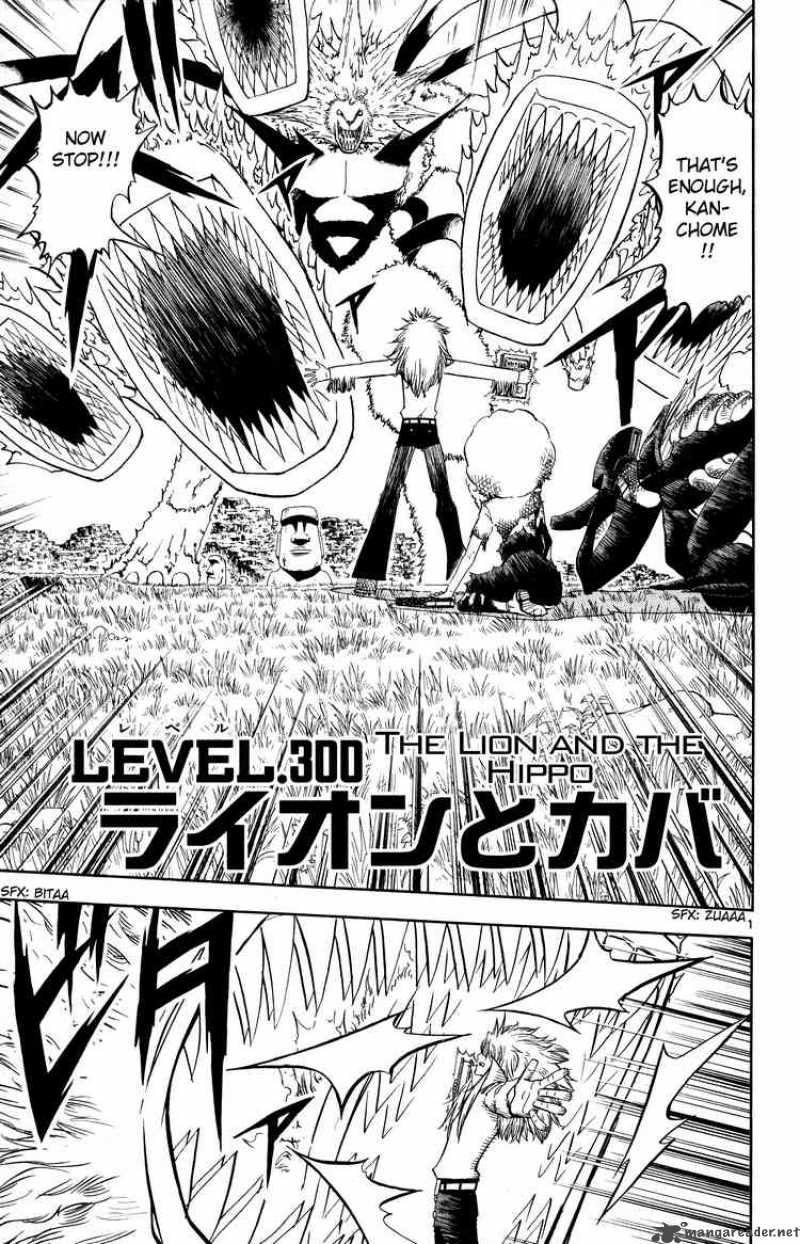 THAT'S
ENOUGH,
KAN-
CHOME
!!
NOW
STOP!!!
レベル
LEVEL.300
THE LION AND THE
HIPPO
ライオンとカバ
SFX: BITAA
SFX: ZUAAA
1
ビタ
mangareader.net